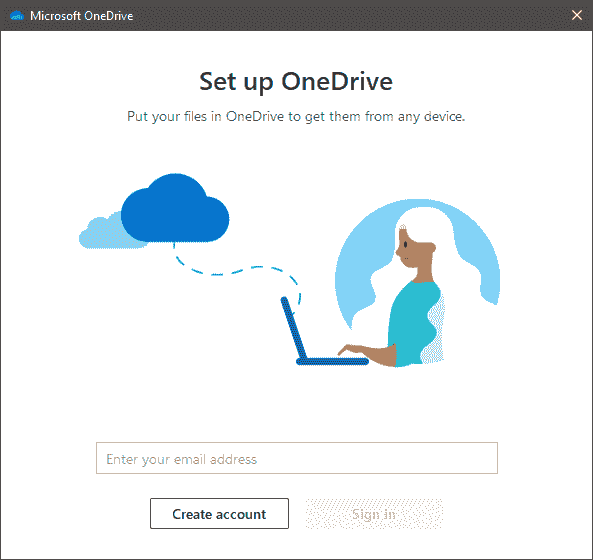 Microsoft OneDrive
Set up OneDrive
Put your files in OneDrive to get them from any device.
Enter your email address
Create account
Sign in